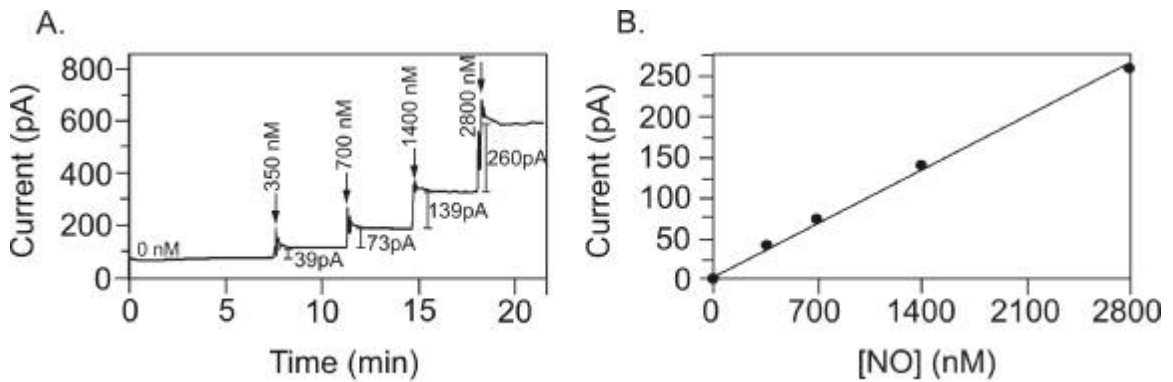 A.
Current (pA)
800
600
400
200
0
0 nM
350 nM
700 nM
1400 nM
2800 nM
39pA
73pA
139pA
260pA
0
5
10
15
20
Time (min)
B.
Current (pA)
250
200
150
100
50
0
0
700
1400
2100
2800
[NO] (nM)